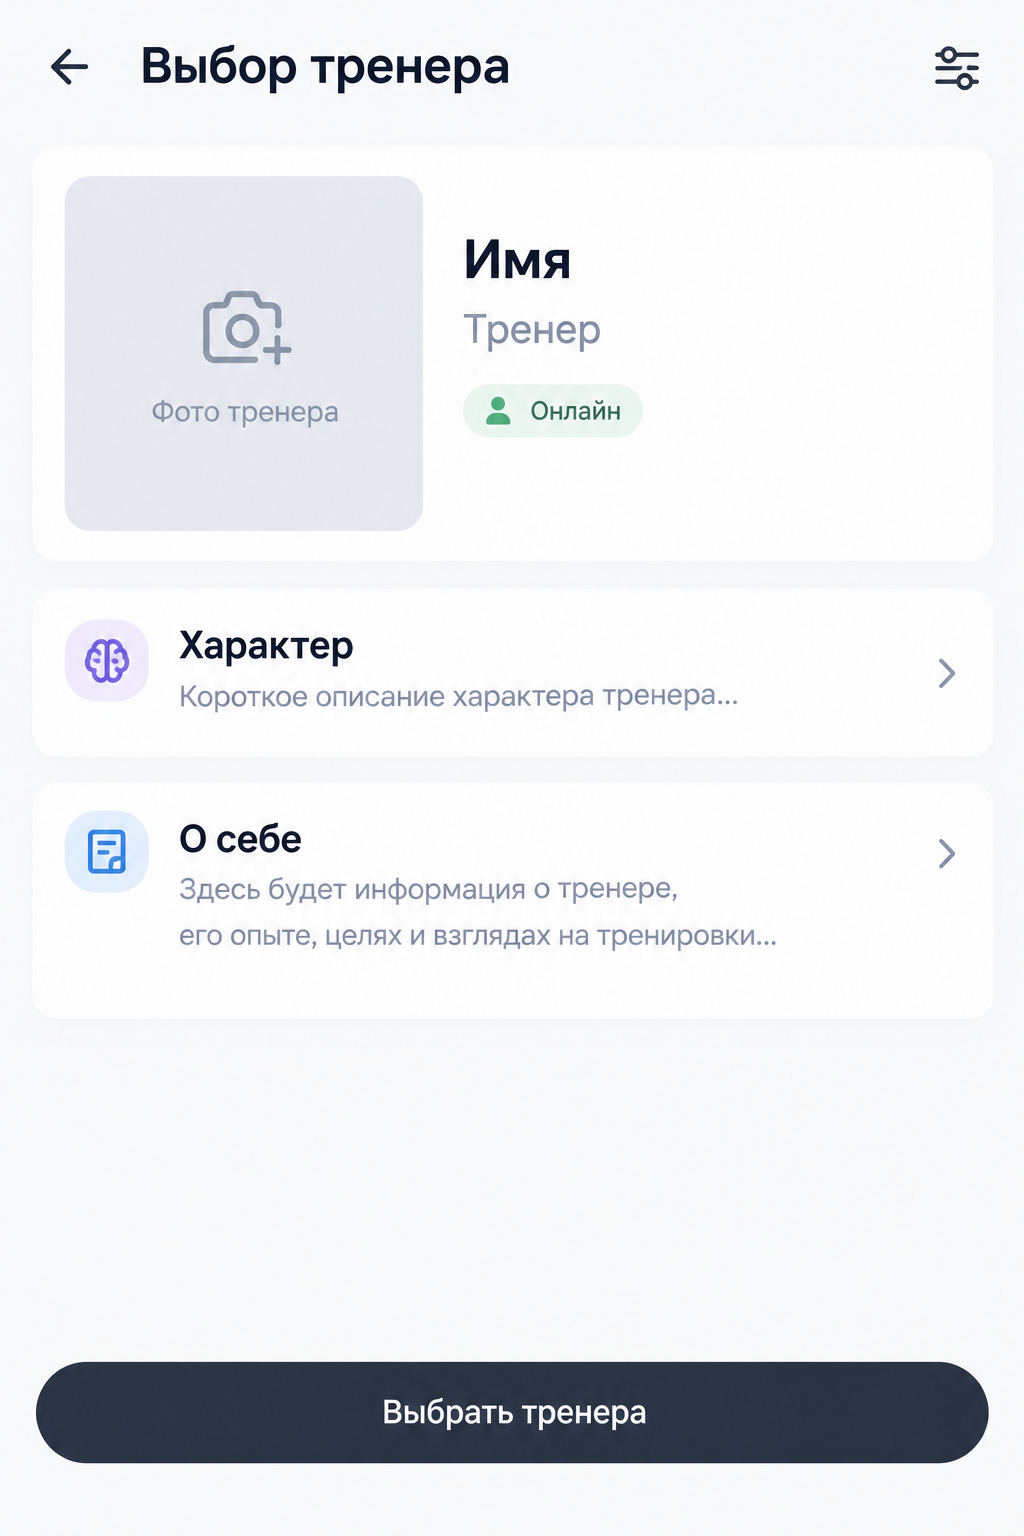 Выбор тренера
Фото тренера
Имя
Тренер
Онлайн
Характер
Короткое описание характера тренера...
О себе
Здесь будет информация о тренере,
его опыте, целях и взглядах на тренировки...
Выбрать тренера